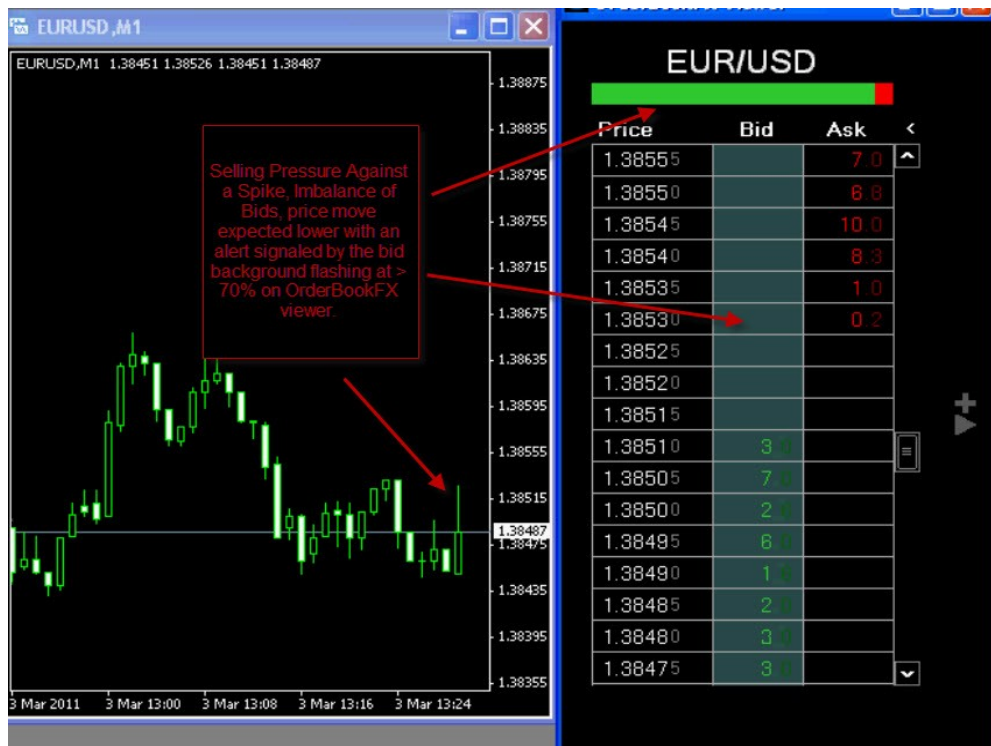 EURUSD,M1
EURUSD,M1 1.38451 1.38526 1.38451 1.38487
1.38875
1.38835
1.38795
1.38755
1.38715
1.38675
1.38635
1.38595
1.38555
1.38515
1.38487
1.38475
1.38435
1.38395
1.38355
3 Mar 2011 3 Mar 13:00 3 Mar 13:08 3 Mar 13:16 3 Mar 13:24
Selling Pressure Against
a Spike, Imbalance of
Bids, price move
expected lower with an
alert signaled by the bid
background flashing at >
70% on OrderBookFX
viewer.
EUR/USD
Price Bid Ask <
1.38555 7.0
1.38550 6.8
1.38545 10.0
1.38540 8.3
1.38535 1.0
1.38530 0.2
1.38525
1.38520
1.38515
1.38510 3
1.38505 7
1.38500 2
1.38495 6
1.38490 1
1.38485 2
1.38480 3
1.38475 3